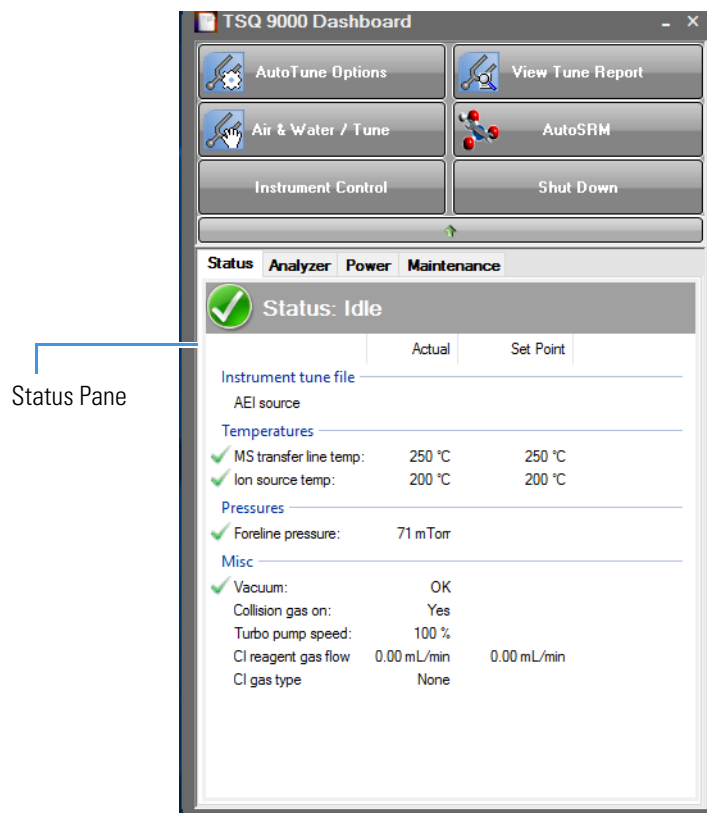 TSQ 9000 Dashboard
AutoTune Options
View Tune Report
Air & Water / Tune
AutoSRM
Instrument Control
Shut Down
Status Analyzer Power Maintenance
Status: Idle
Actual Set Point
Status Pane
Instrument tune file
AEI source
Temperatures
MS transfer line temp: 250 °C 250 °C
Ion source temp: 200 °C 200 °C
Pressures
Foreline pressure: 71 mTorr
Misc
Vacuum: OK
Collision gas on: Yes
Turbo pump speed: 100 %
CI reagent gas flow 0.00 mL/min 0.00 mL/min
CI gas type None